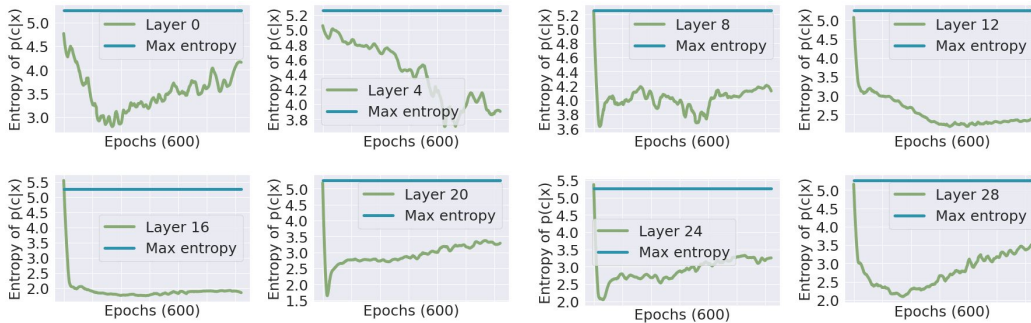 Entropy of p(c|x)
5.0
4.5
4.0
3.5
3.0
Layer 0
Max entropy
Epochs (600)
Entropy of p(c|x)
5.2
5.0
4.8
4.6
4.4
4.2
4.0
3.8
Layer 4
Max entropy
Epochs (600)
Entropy of p(c|x)
5.2
5.0
4.8
4.6
4.4
4.2
4.0
3.8
3.6
Layer 8
Max entropy
Epochs (600)
Entropy of p(c|x)
5.0
4.5
4.0
3.5
3.0
2.5
Layer 12
Max entropy
Epochs (600)
Entropy of p(c|x)
5.5
5.0
4.5
4.0
3.5
3.0
2.5
2.0
Layer 16
Max entropy
Epochs (600)
Entropy of p(c|x)
5.0
4.5
4.0
3.5
3.0
2.5
2.0
1.5
Layer 20
Max entropy
Epochs (600)
Entropy of p(c|x)
5.5
5.0
4.5
4.0
3.5
3.0
2.5
2.0
Layer 24
Max entropy
Epochs (600)
Entropy of p(c|x)
5.0
4.5
4.0
3.5
3.0
2.5
2.0
Layer 28
Max entropy
Epochs (600)